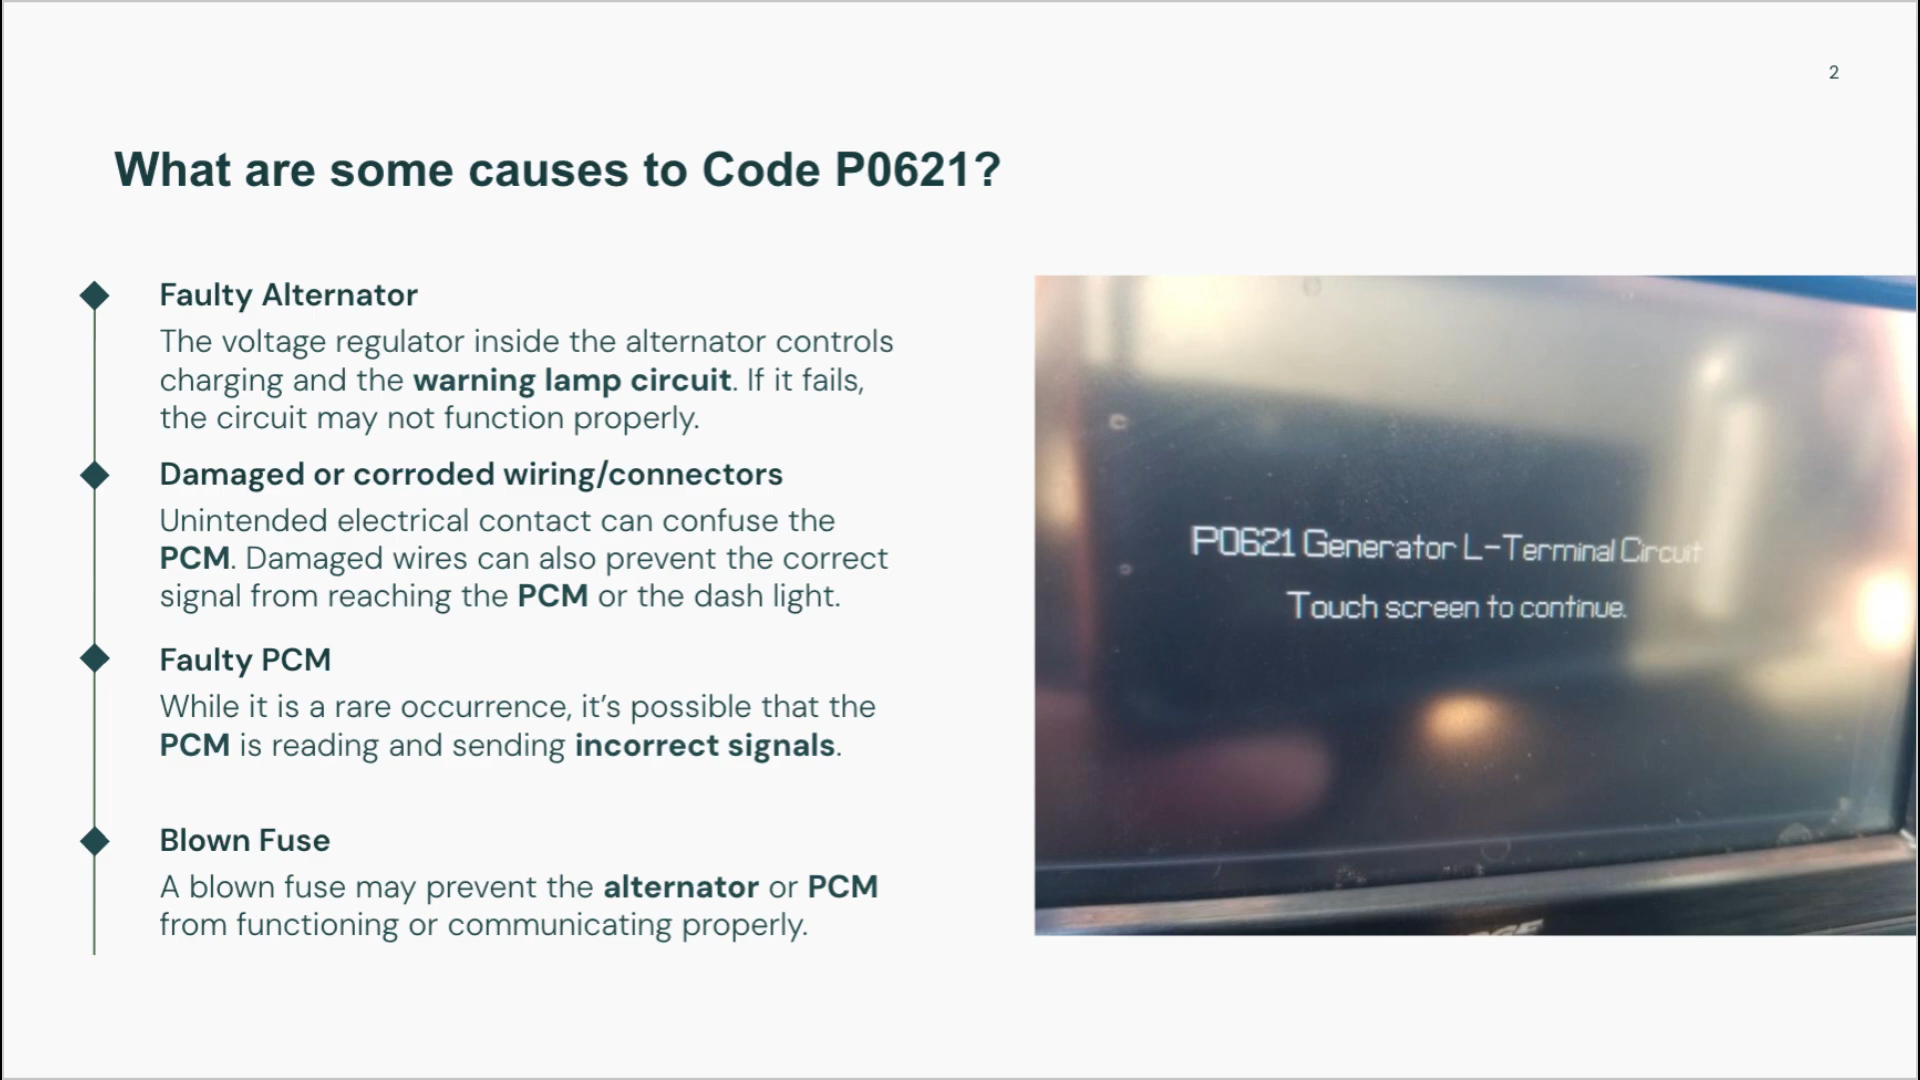 2
What are some causes to Code P0621?
Faulty Alternator
The voltage regulator inside the alternator controls
charging and the warning lamp circuit. If it fails,
the circuit may not function properly.
Damaged or corroded wiring/connectors
Unintended electrical contact can confuse the
PCM. Damaged wires can also prevent the correct
signal from reaching the PCM or the dash light.
Faulty PCM
While it is a rare occurrence, it’s possible that the
PCM is reading and sending incorrect signals.
Blown Fuse
A blown fuse may prevent the alternator or PCM
from functioning or communicating properly.
P0621 Generator L-Terminal Circuit
Touch screen to continue.